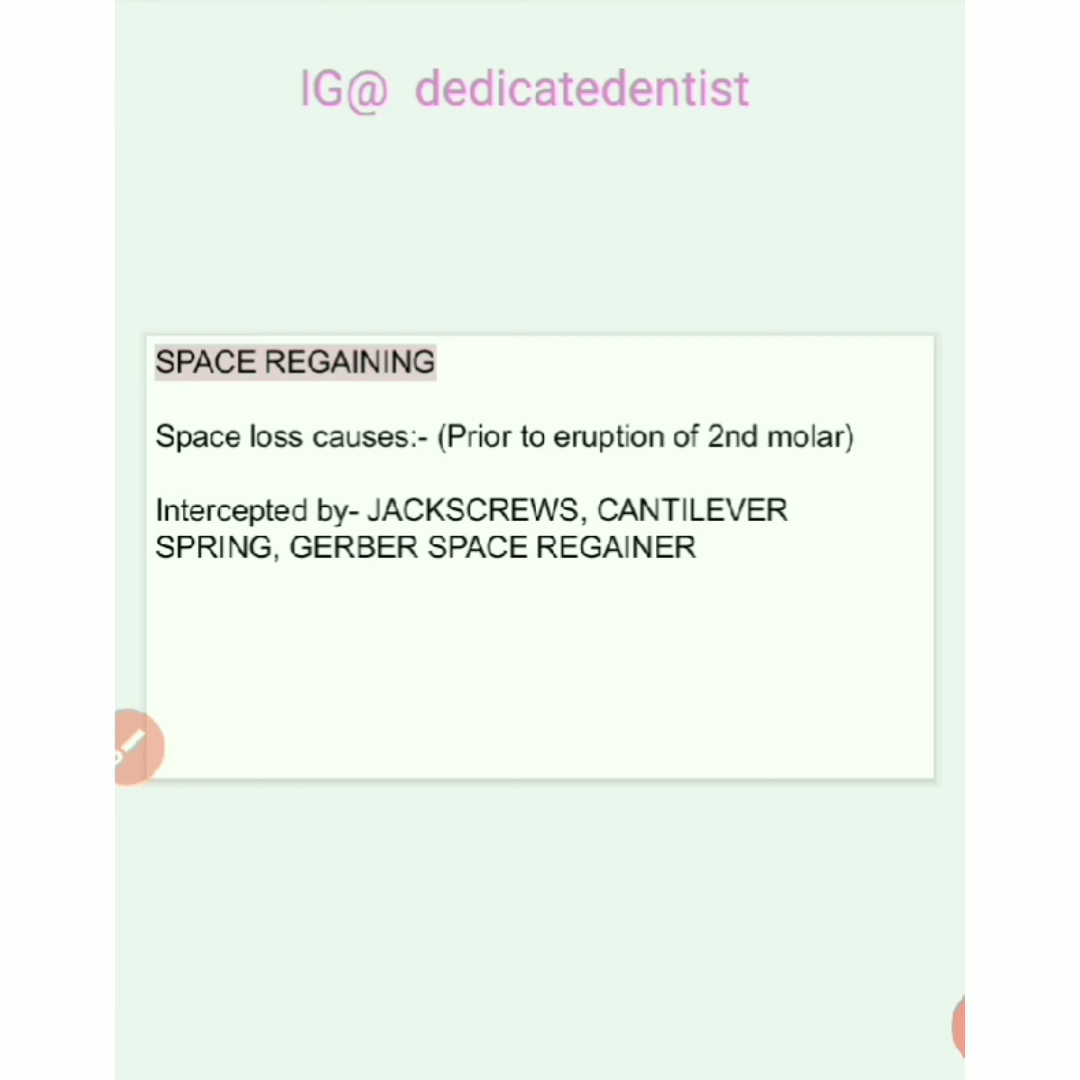 IG@ dedicatedentist
SPACE REGAINING
Space loss causes:- (Prior to eruption of 2nd molar)
Intercepted by- JACKSCREWS, CANTILEVER
SPRING, GERBER SPACE REGAINER